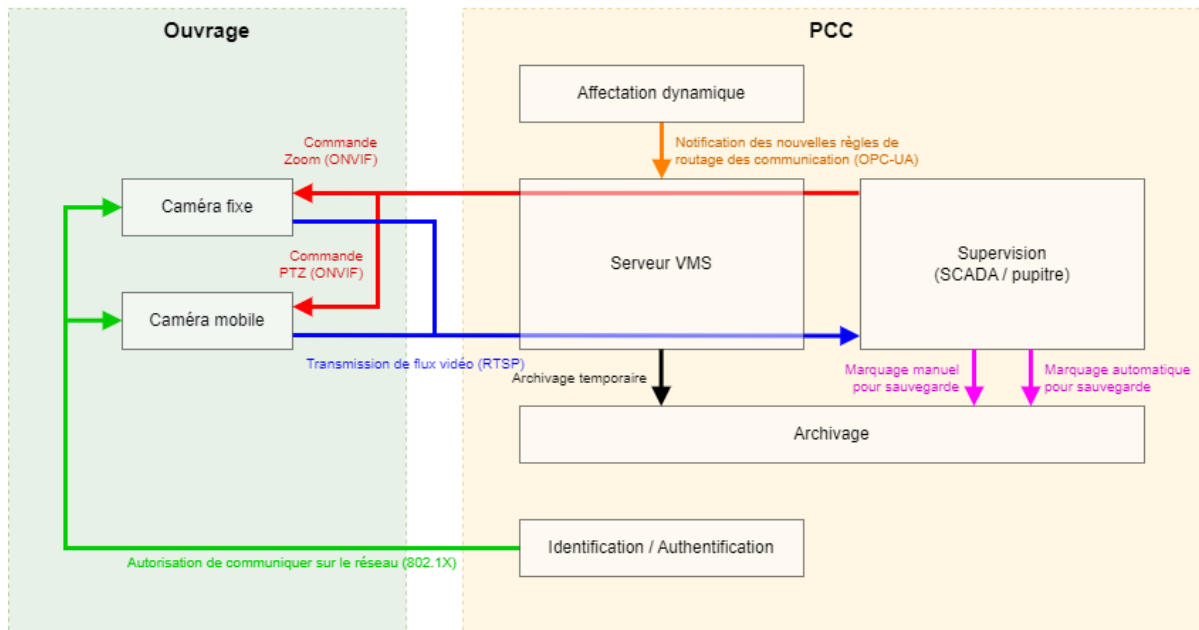 Ouvrage
PCC
Affectation dynamique
Notification des nouvelles règles de
routage des communication (OPC-UA)
Commande
Zoom (ONVIF)
Caméra fixe
Commande
PTZ (ONVIF)
Caméra mobile
Serveur VMS
Supervision
(SCADA / pupitre)
Transmission de flux vidéo (RTSP)
Archivage temporaire
Marquage manuel
pour sauvegarde
Marquage automatique
pour sauvegarde
Archivage
Identification / Authentification
Autorisation de communiquer sur le réseau (802.1X)